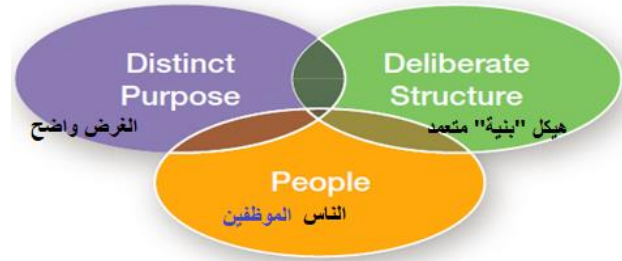 Distinct
Purpose
الغرض واضح
Deliberate
Structure
هيكل "بنية" متعمد
People
الناس الموظفين